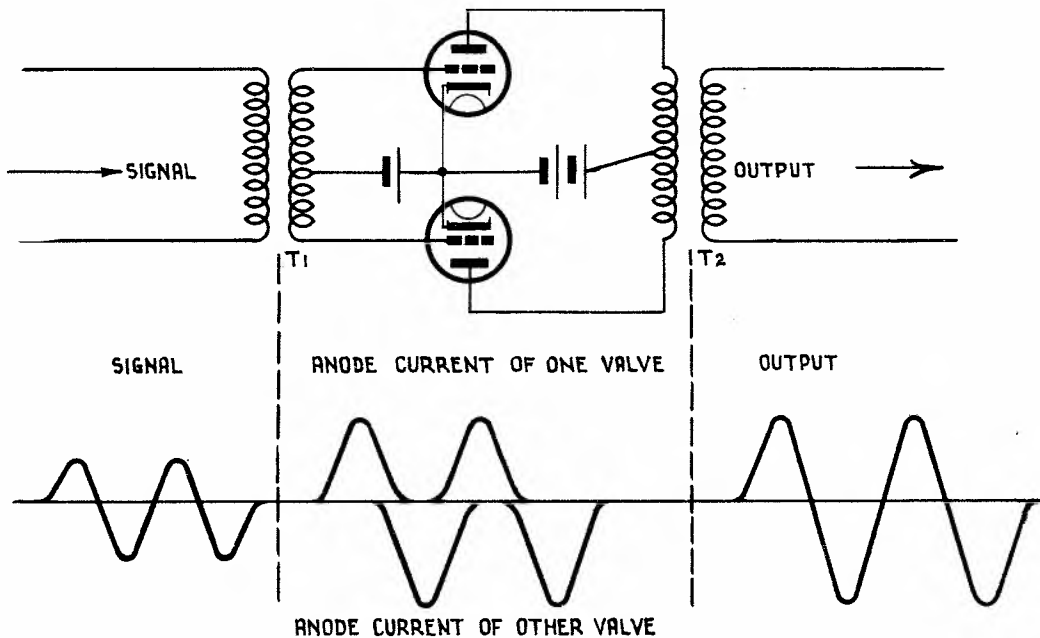 SIGNAL
OUTPUT
T1
T2
SIGNAL
ANODE CURRENT OF ONE VALVE
OUTPUT
ANODE CURRENT OF OTHER VALVE